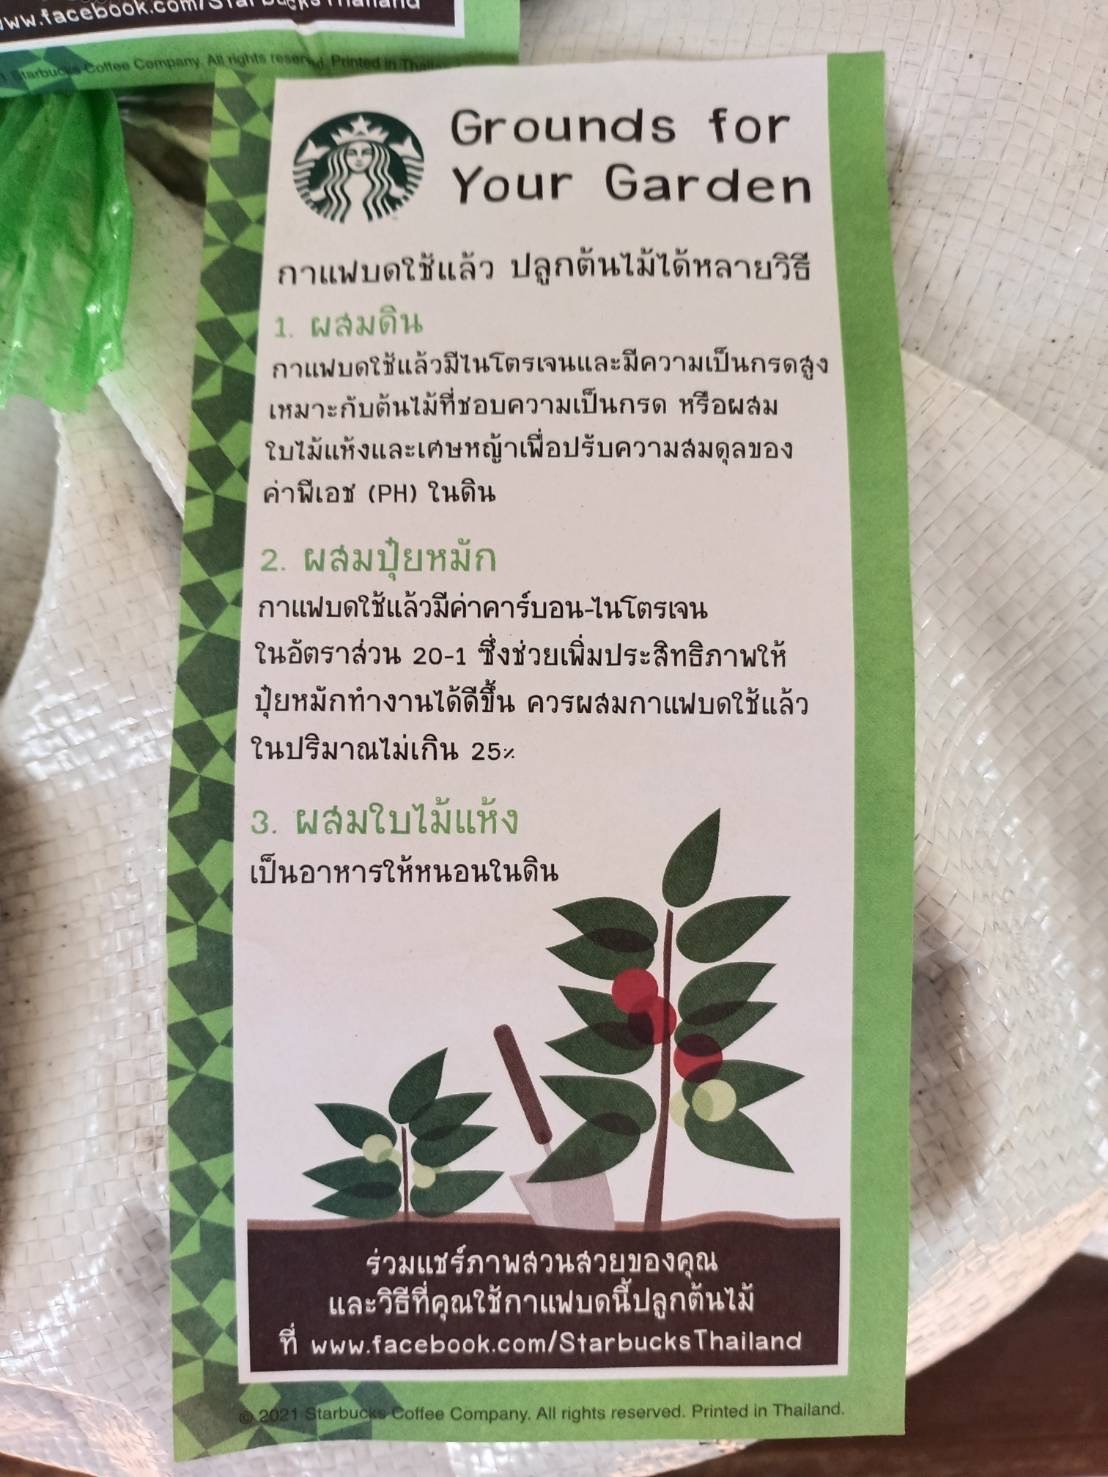 www.facebook.com/StarbucksThailand
Starbucks Coffee Company. All rights reserved. Printed in
Grounds for
Your Garden
กาแฟบดใช้แล้ว ปลูกต้นไม้ได้หลายวิธี
1. ผสมดิน
กาแฟบดใช้แล้วมีไนโตรเจนและมีความเป็นกรดสูง
เหมาะกับต้นไม้ที่ชอบความเป็นกรด หรือผสม
ใบไม้แห้งและเศษหญ้าเพื่อปรับความสมดุลของ
ค่าพีเอช (PH) ในดิน
2. ผสมปุ๋ยหมัก
กาแฟบดใช้แล้วมีค่าคาร์บอน-ไนโตรเจน
ในอัตราส่วน 20-1 ซึ่งช่วยเพิ่มประสิทธิภาพให้
ปุ๋ยหมักทำงานได้ดีขึ้น ควรผสมกาแฟบดใช้แล้ว
ในปริมาณไม่เกิน 25%
3. ผสมใบไม้แห้ง
เป็นอาหารให้หนอนในดิน
ร่วมแชร์ภาพสวนสวยของคุณ
และวิธีที่คุณใช้กาแฟบดนี้ปลูกต้นไม้
ที่ www.facebook.com/StarbucksThailand
© 2021 Starbucks Coffee Company. All rights reserved. Printed in Thailand.